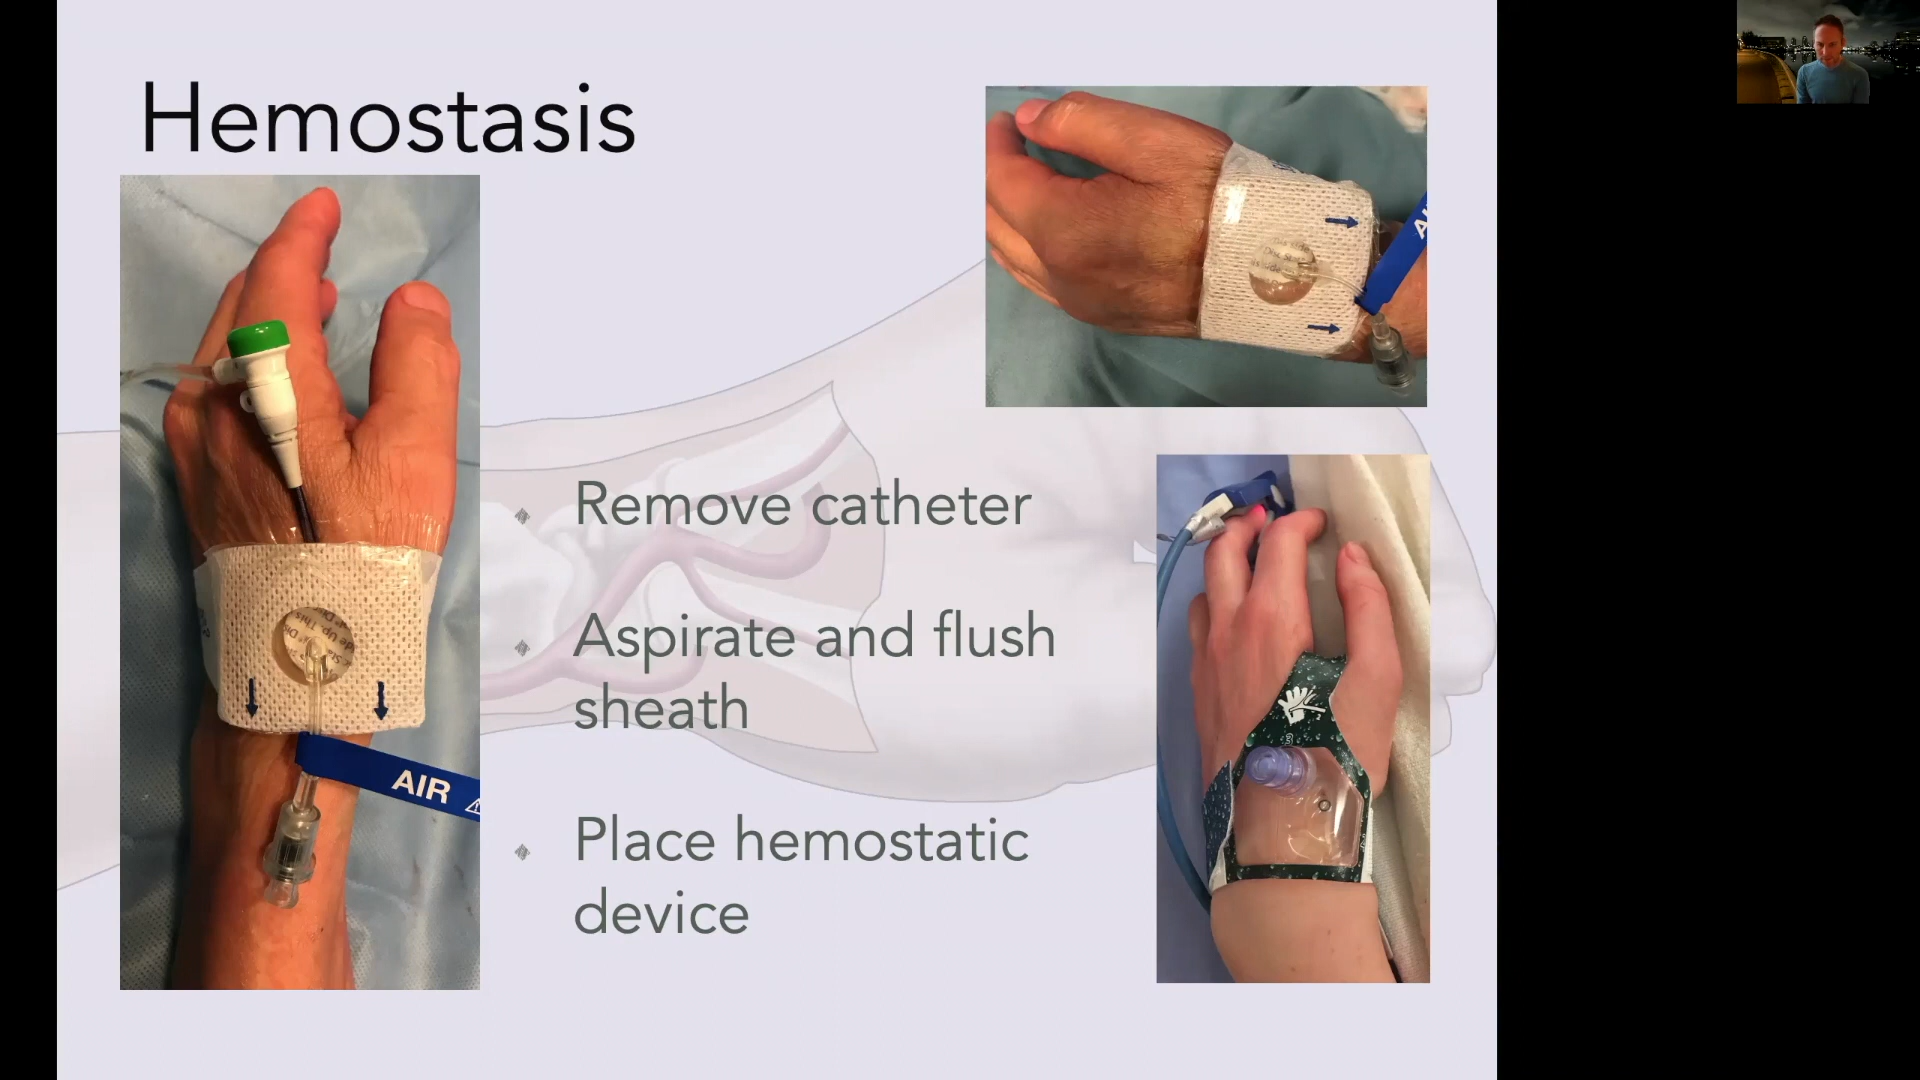 Hemostasis
Remove catheter
Aspirate and flush
sheath
Place hemostatic
device
AIR